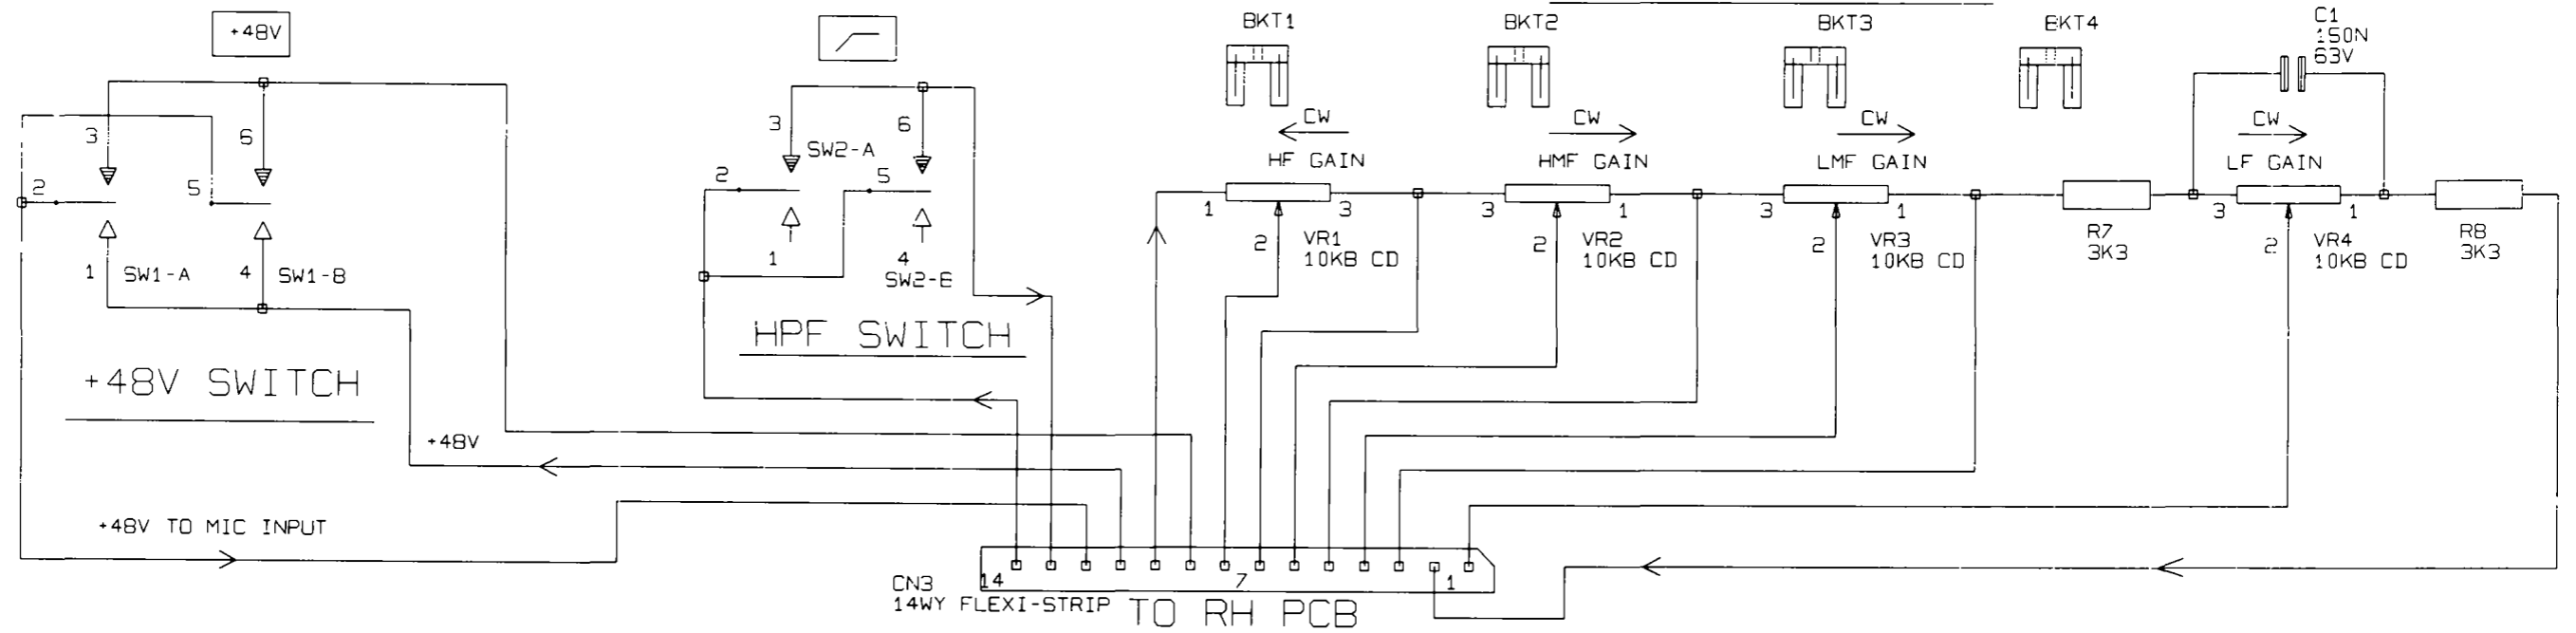 +48V
BKT1
BKT2
BKT3
BKT4
C1
150N
63V
3
6
2
5
1
SW1-A
4
SW1-B
+48V SWITCH
3
6
SW2-A
2
5
1
4
SW2-B
HPF SWITCH
CW
HF GAIN
1
3
2
VR1
10KB CD
CW
HMF GAIN
3
1
2
VR2
10KB CD
CW
LMF GAIN
3
1
2
VR3
10KB CD
R7
3K3
CW
LF GAIN
3
1
2
VR4
10KB CD
R8
3K3
+48V
+48V TO MIC INPUT
CN3
14WY FLEXI-STRIP
14
7
1
TO RH PCB